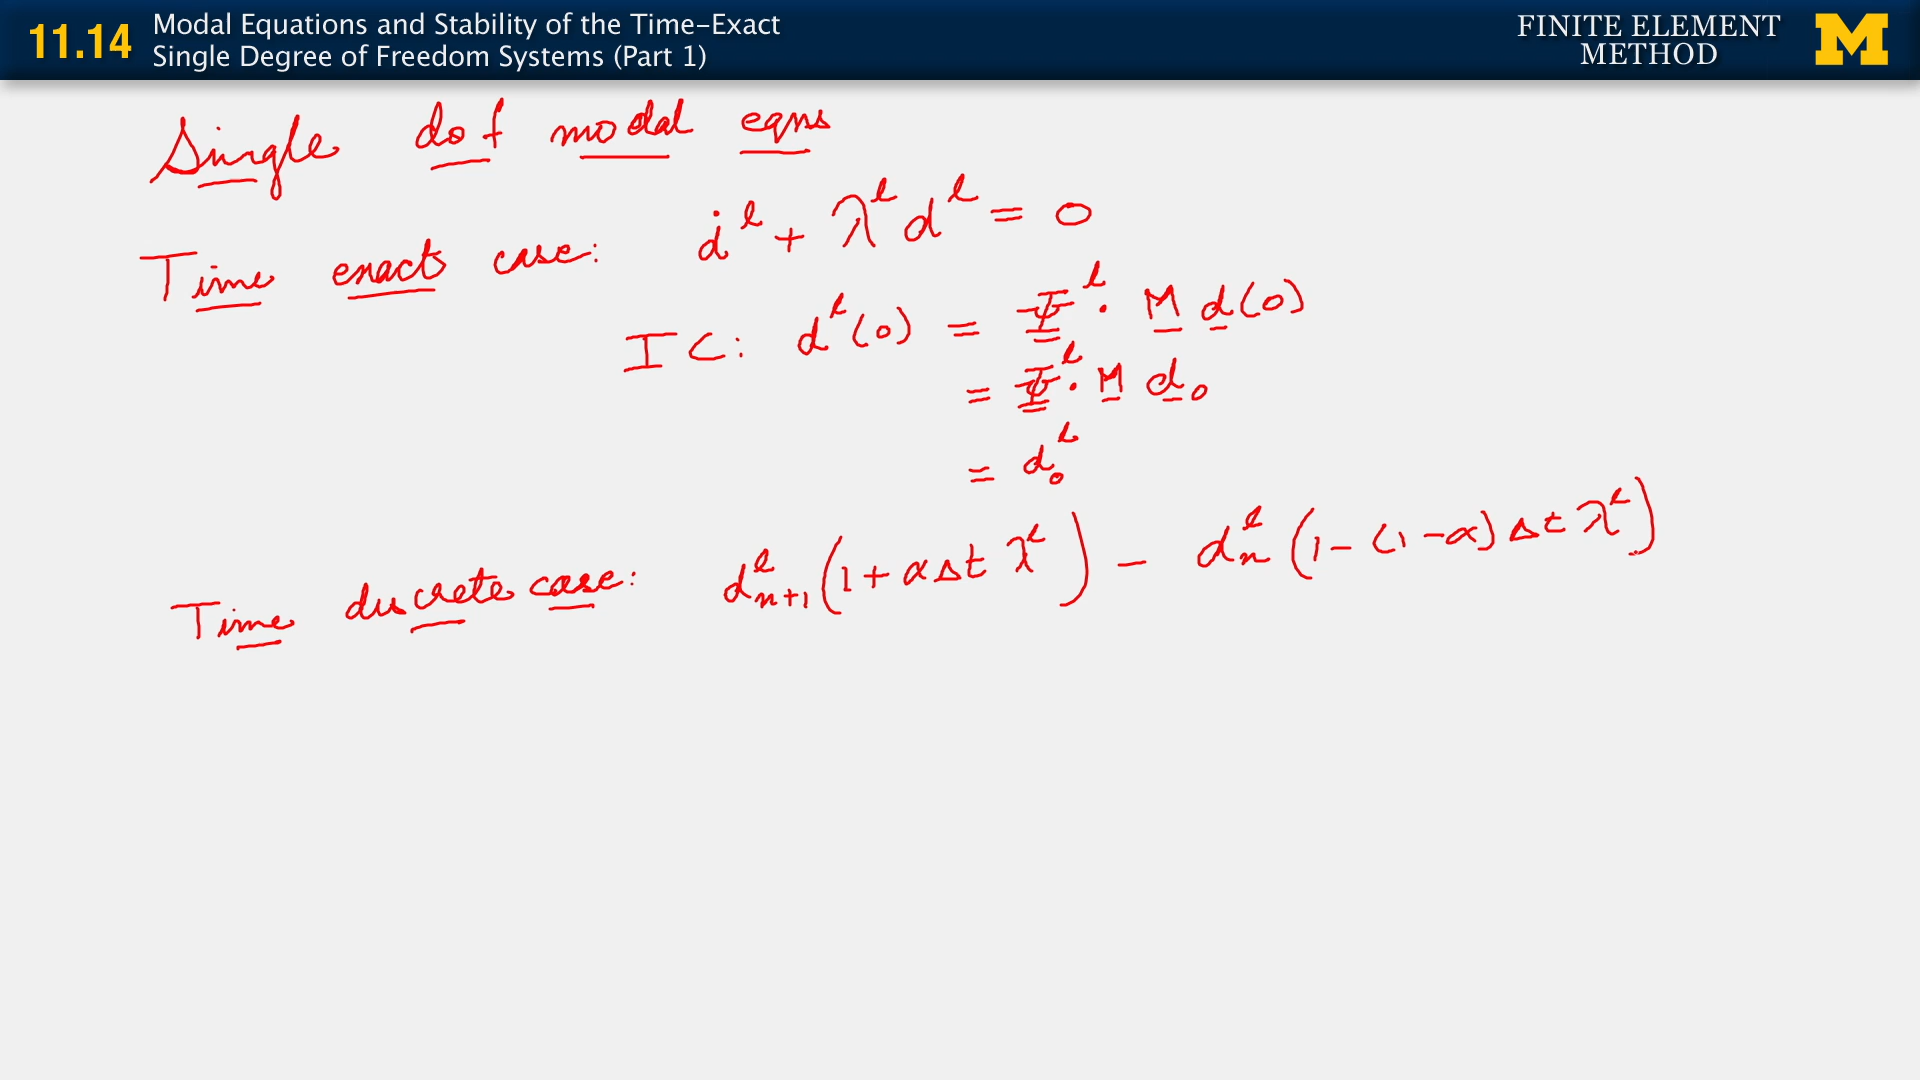 11.14
Modal Equations and Stability of the Time-Exact
Single Degree of Freedom Systems (Part 1)
FINITE ELEMENT
METHOD
M
Single dof modal eqns
Time exact case: ḋ^l + λ^l d^l = 0
IC: d^l(0) = Ψ^l · M d(0)
= Ψ^l · M d_0
= d_0^l
Time discrete case: d^l_{n+1} (1 + αΔt λ^l) − d^l_n (1 − (1 − α)Δt λ^l)